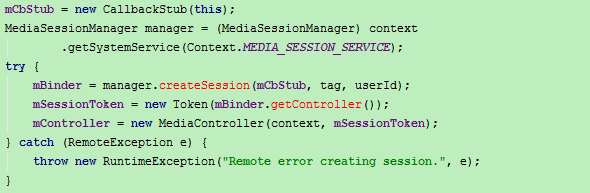 mCbStub = new CallbackStub(this);
MediaSessionManager manager = (MediaSessionManager) context
        .getSystemService(Context.MEDIA_SESSION_SERVICE);
try {
    mBinder = manager.createSession(mCbStub, tag, userId);
    mSessionToken = new Token(mBinder.getController());
    mController = new MediaController(context, mSessionToken);
} catch (RemoteException e) {
    throw new RuntimeException("Remote error creating session.", e);
}